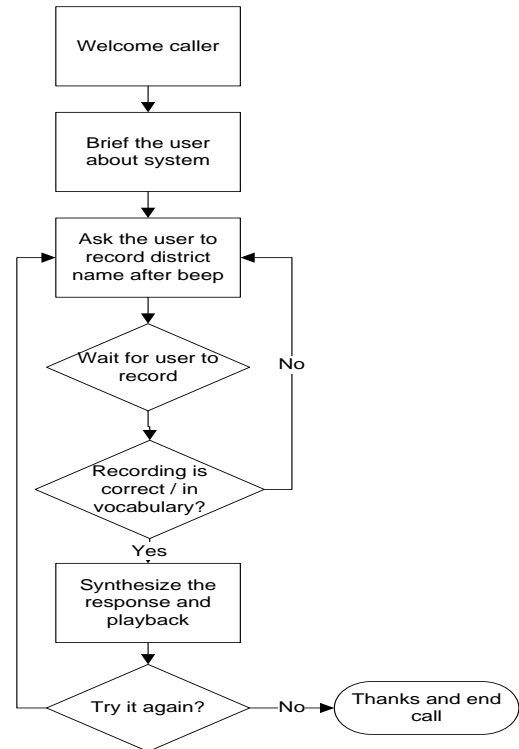 Welcome caller
Brief the user
about system
Ask the user to
record district
name after beep
Wait for user to
record
No
Recording is
correct / in
vocabulary?
Yes
Synthesize the
response and
playback
Try it again?
No
Thanks and end
call